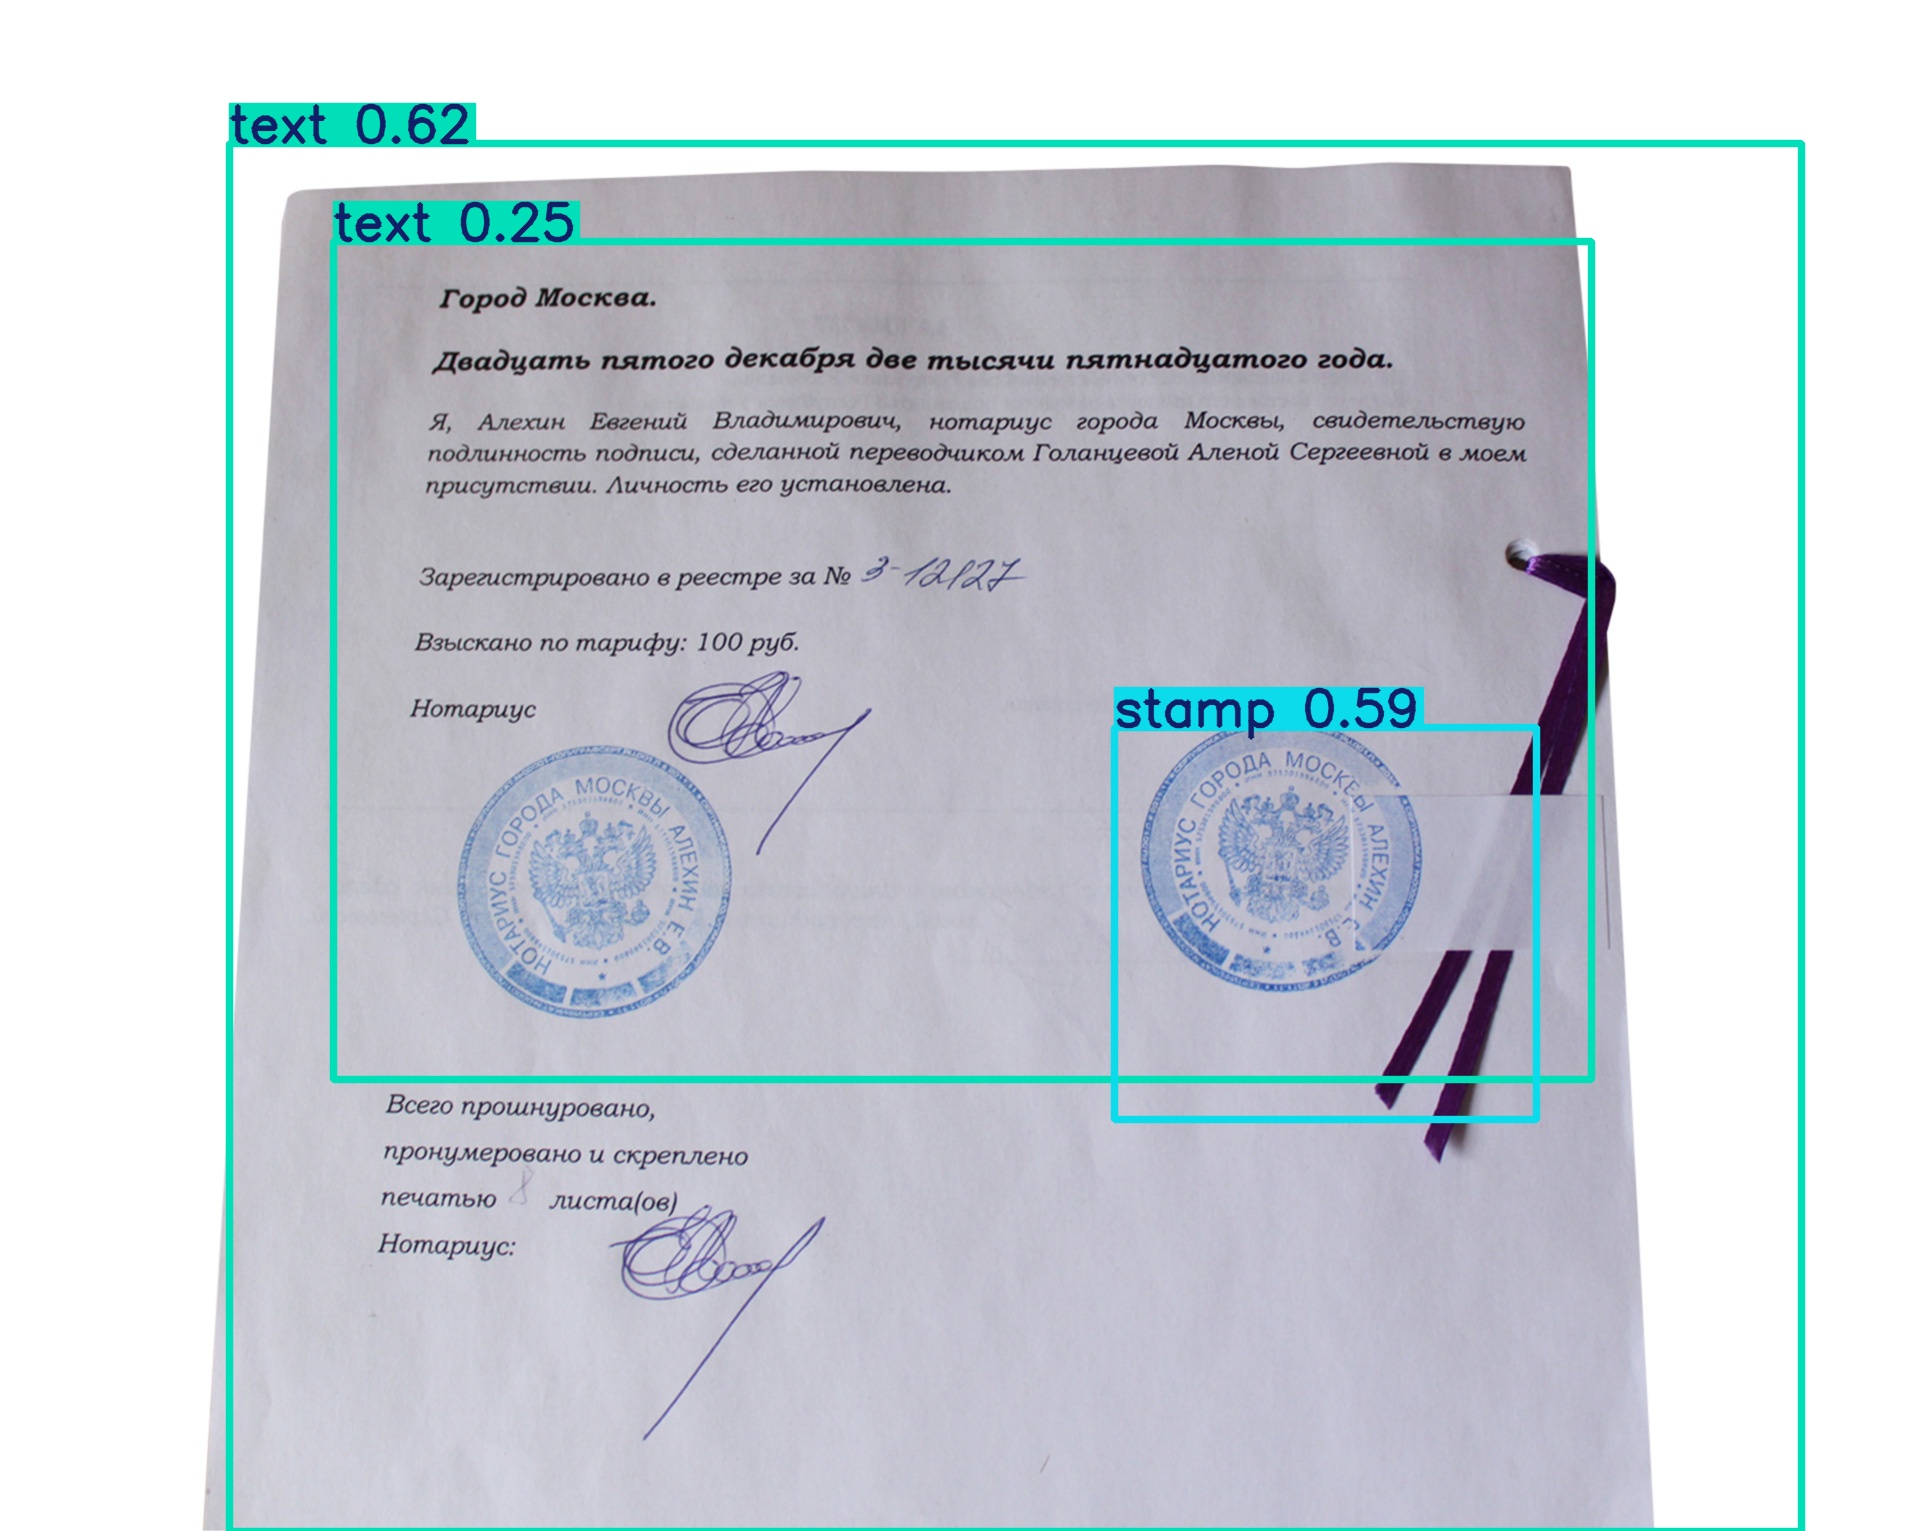 text 0.62
text 0.25
Город Москва.
Двадцать пятого декабря две тысячи пятнадцатого года.
Я, Алехин Евгений Владимирович, нотариус города Москвы, свидетельствую
подлинность подписи, сделанной переводчиком Голанцевой Аленой Сергеевной в моем
присутствии. Личность его установлена.
Зарегистрировано в реестре за № 3-12127
Взыскано по тарифу: 100 руб.
Нотариус
stamp 0.59
НОТАРИУС ГОРОДА МОСКВЫ АЛЕХИН Е.В.
НОТАРИУС ГОРОДА МОСКВЫ АЛЕХИН Е.В.
Всего прошнуровано,
пронумеровано и скреплено
печатью 8 листа(ов)
Нотариус: